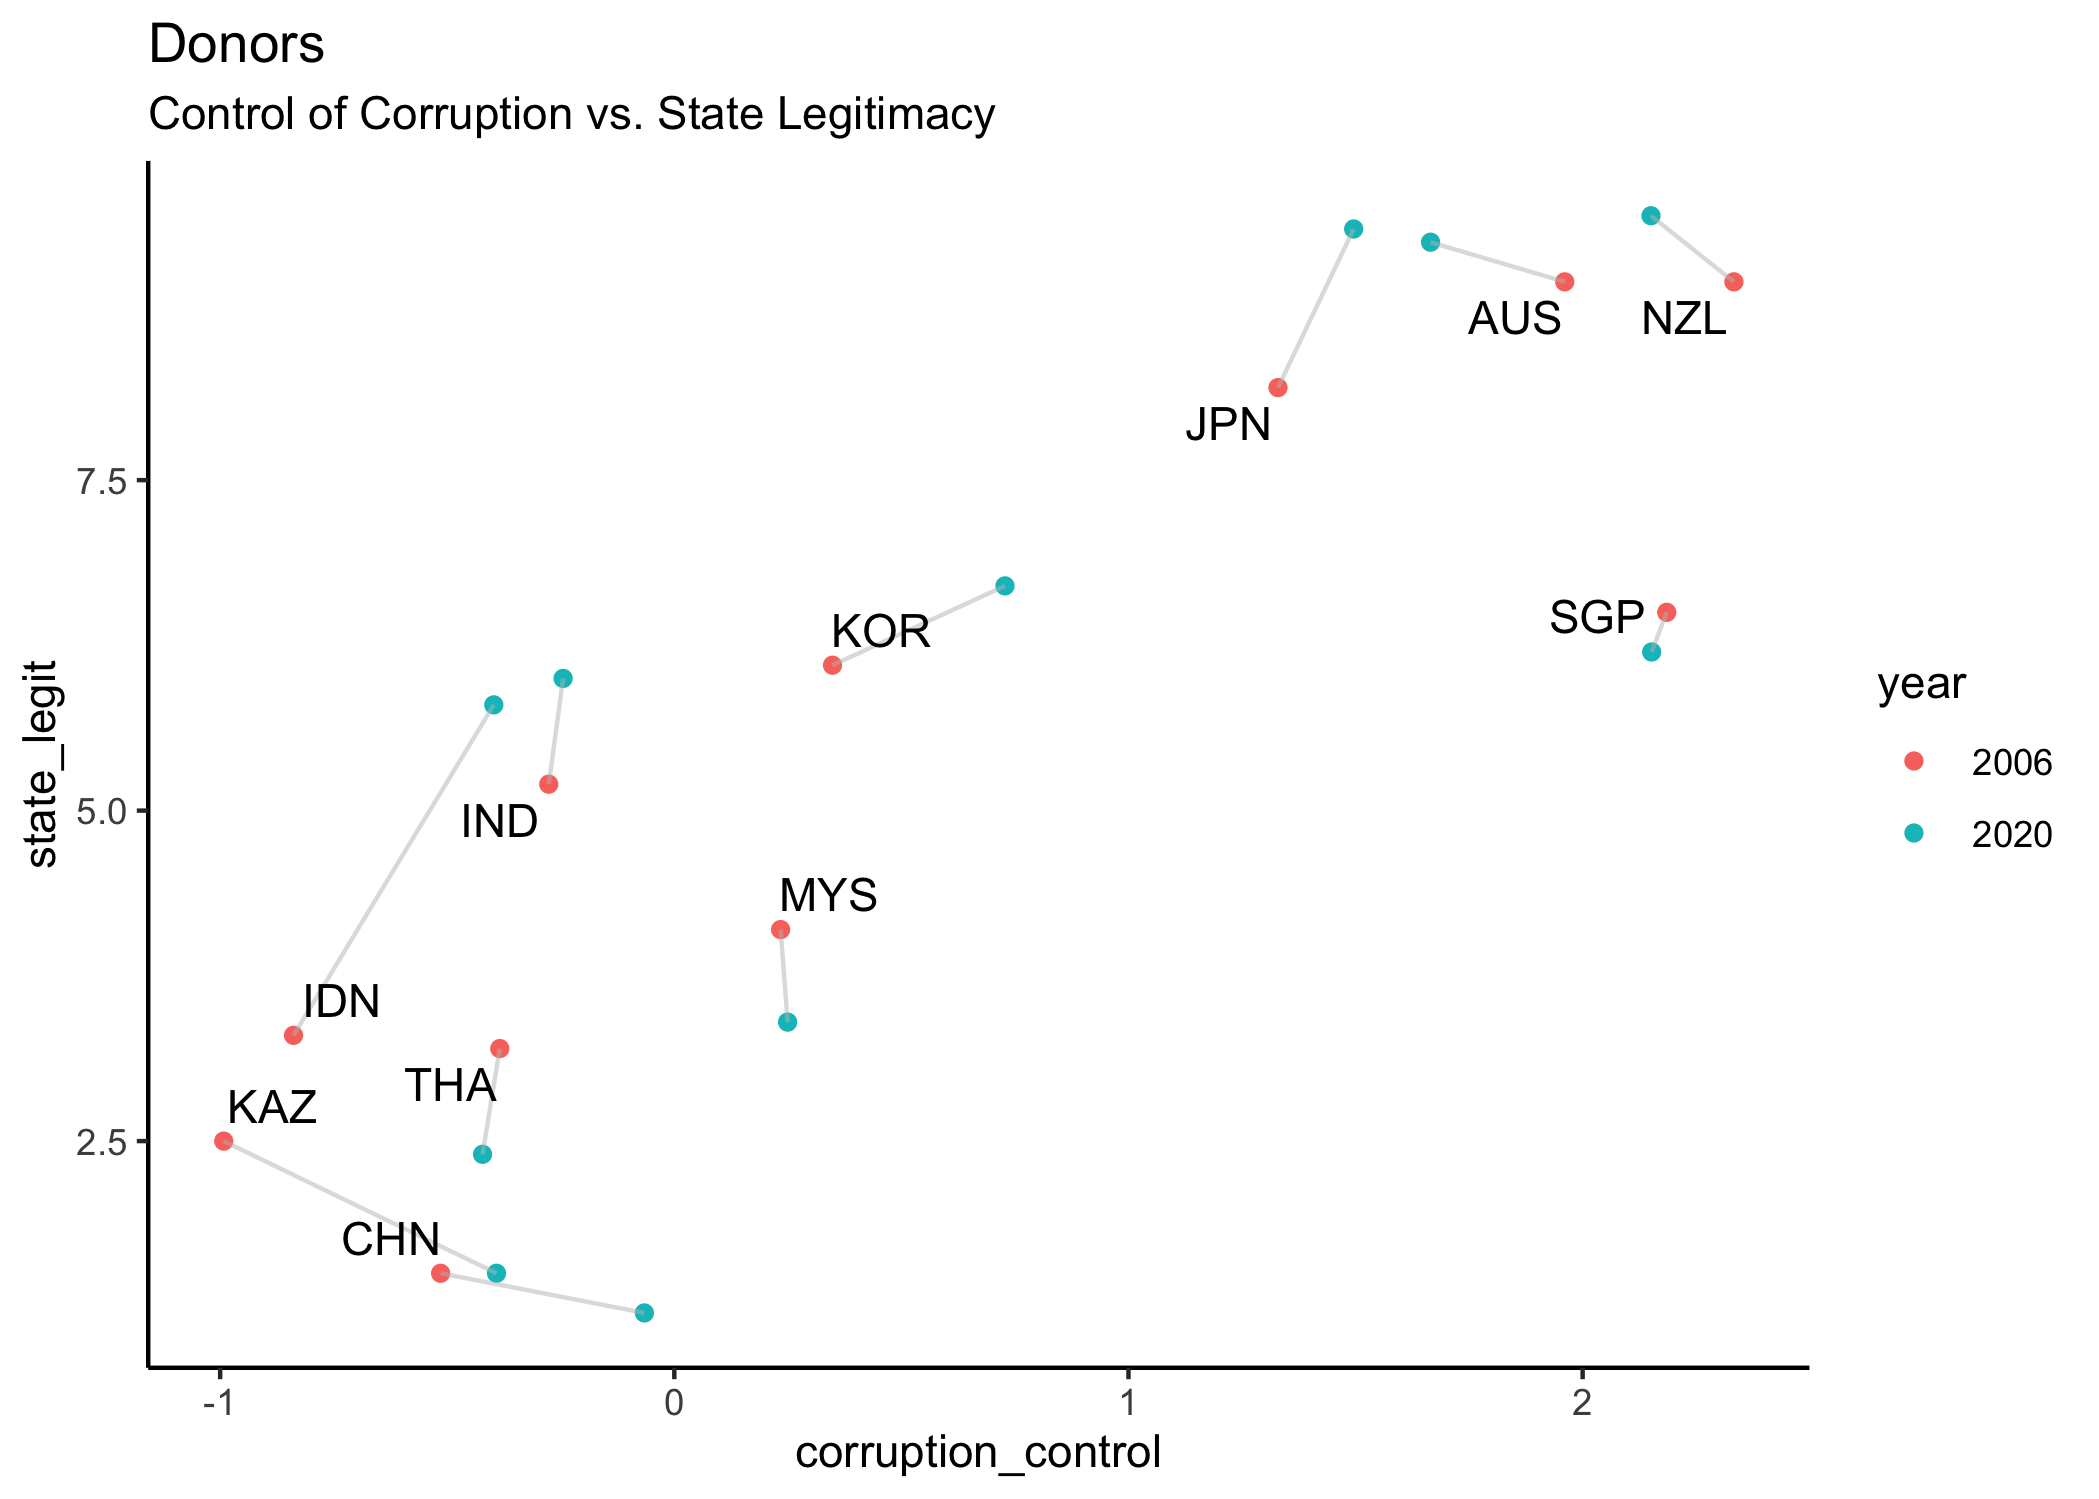 Donors
Control of Corruption vs. State Legitimacy
AUS
NZL
JPN
7.5
KOR
SGP
state_legit
year
2006
2020
5.0
IND
MYS
IDN
THA
KAZ
2.5
CHN
-1
0
1
2
corruption_control